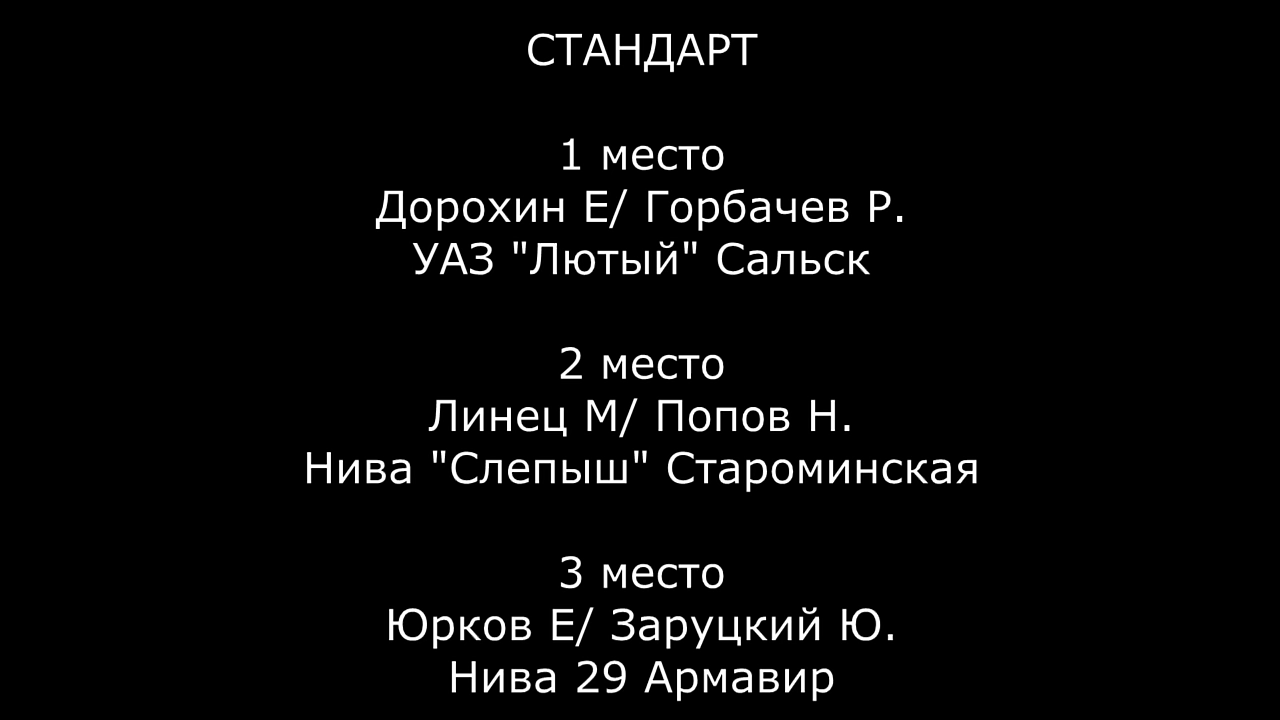 СТАНДАРТ
1 место
Дорохин Е/ Горбачев Р.
УАЗ "Лютый" Сальск
2 место
Линец М/ Попов Н.
Нива "Слепыш" Староминская
3 место
Юрков Е/ Заруцкий Ю.
Нива 29 Армавир